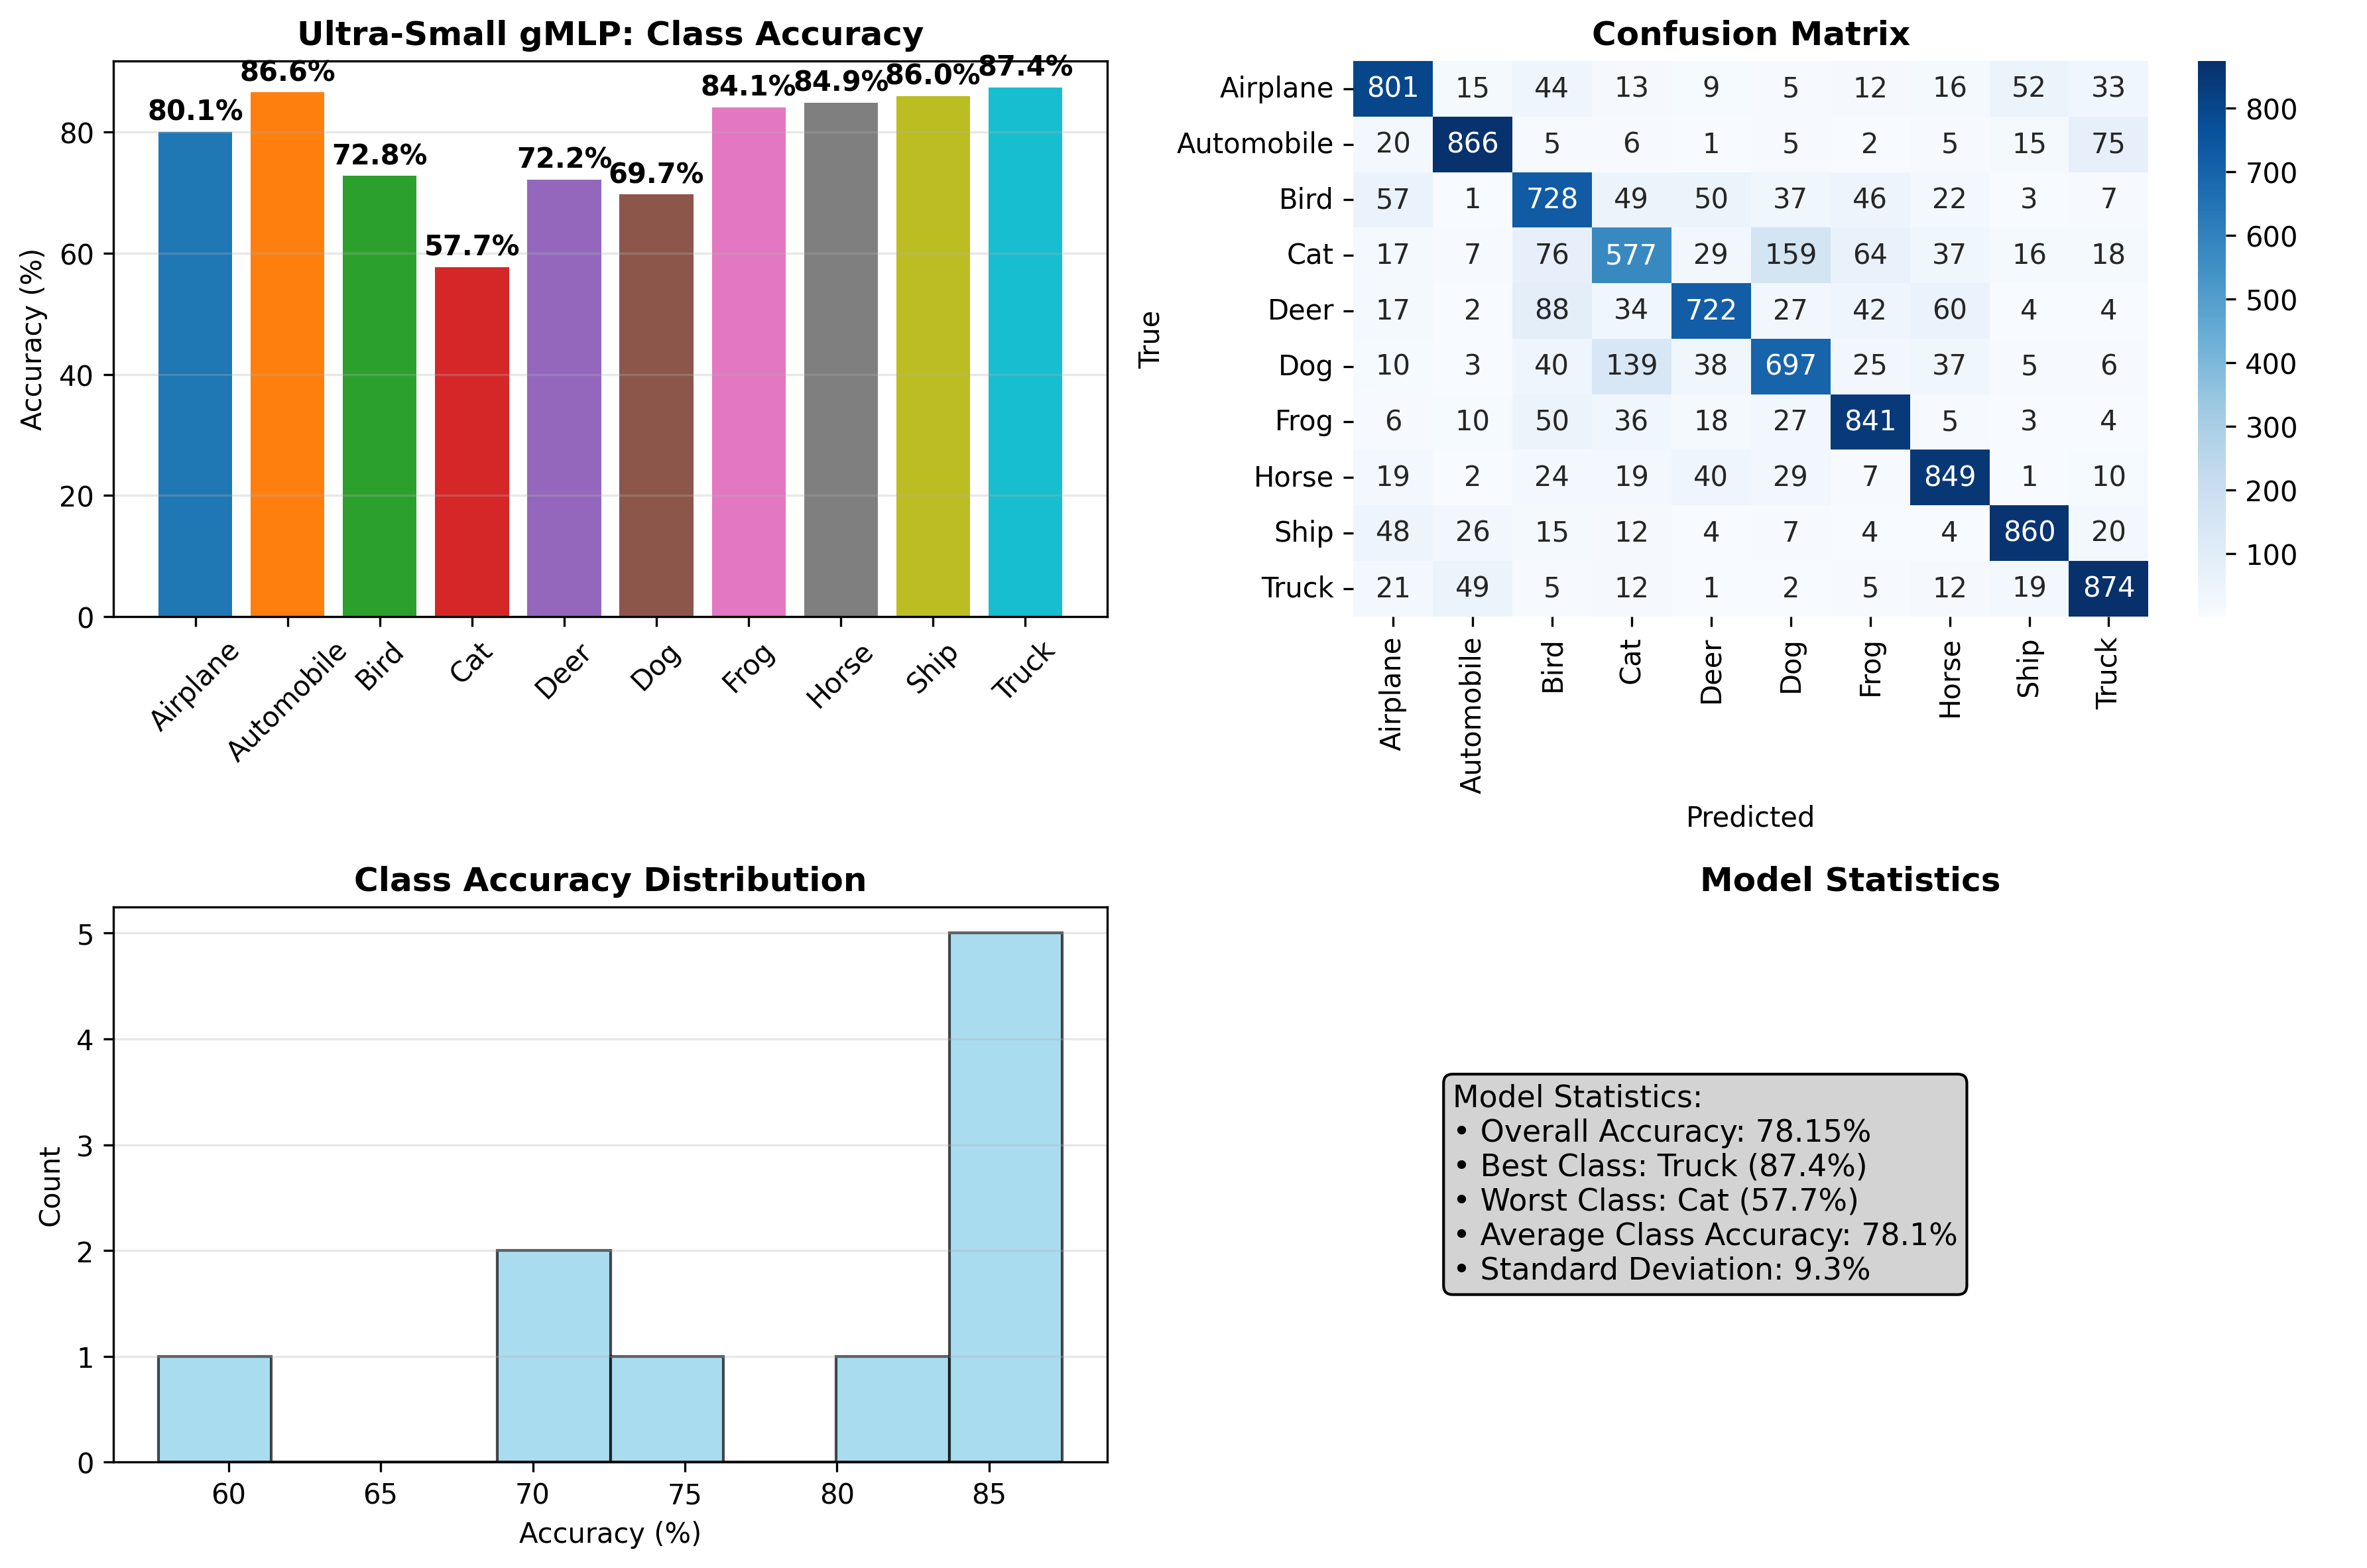 Ultra-Small gMLP: Class Accuracy
Accuracy (%)
80
60
40
20
0
80.1%
86.6%
72.8%
57.7%
72.2%
69.7%
84.1%
84.9%
86.0%
87.4%
Airplane
Automobile
Bird
Cat
Deer
Dog
Frog
Horse
Ship
Truck
Confusion Matrix
True
Airplane 801 15 44 13 9 5 12 16 52 33
Automobile 20 866 5 6 1 5 2 5 15 75
Bird 57 1 728 49 50 37 46 22 3 7
Cat 17 7 76 577 29 159 64 37 16 18
Deer 17 2 88 34 722 27 42 60 4 4
Dog 10 3 40 139 38 697 25 37 5 6
Frog 6 10 50 36 18 27 841 5 3 4
Horse 19 2 24 19 40 29 7 849 1 10
Ship 48 26 15 12 4 7 4 4 860 20
Truck 21 49 5 12 1 2 5 12 19 874
Airplane
Automobile
Bird
Cat
Deer
Dog
Frog
Horse
Ship
Truck
Predicted
800
700
600
500
400
300
200
100
Class Accuracy Distribution
Count
5
4
3
2
1
0
60 65 70 75 80 85
Accuracy (%)
Model Statistics
Model Statistics:
• Overall Accuracy: 78.15%
• Best Class: Truck (87.4%)
• Worst Class: Cat (57.7%)
• Average Class Accuracy: 78.1%
• Standard Deviation: 9.3%